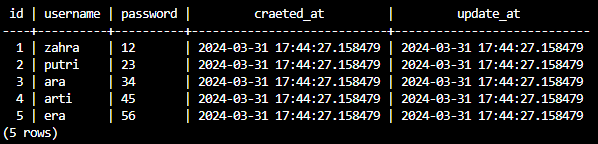 id | username | password | craeted_at | update_at
----+----------+----------+----------------------------+----------------------------
1 | zahra | 12 | 2024-03-31 17:44:27.158479 | 2024-03-31 17:44:27.158479
2 | putri | 23 | 2024-03-31 17:44:27.158479 | 2024-03-31 17:44:27.158479
3 | ara | 34 | 2024-03-31 17:44:27.158479 | 2024-03-31 17:44:27.158479
4 | arti | 45 | 2024-03-31 17:44:27.158479 | 2024-03-31 17:44:27.158479
5 | era | 56 | 2024-03-31 17:44:27.158479 | 2024-03-31 17:44:27.158479
(5 rows)